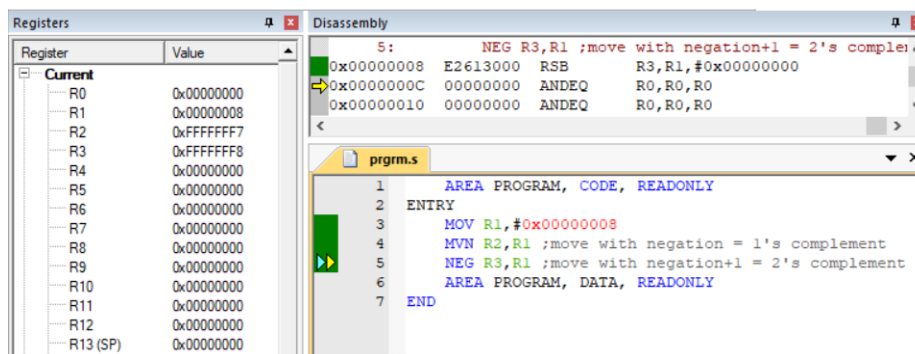 Registers
Register Value
Current
R0 0x00000000
R1 0x00000008
R2 0xFFFFFFF7
R3 0xFFFFFFF8
R4 0x00000000
R5 0x00000000
R6 0x00000000
R7 0x00000000
R8 0x00000000
R9 0x00000000
R10 0x00000000
R11 0x00000000
R12 0x00000000
R13 (SP) 0x00000000
Disassembly
5: NEG R3,R1 ;move with negation+1 = 2's complem
0x00000008 E2613000 RSB R3,R1,#0x00000000
0x0000000C 00000000 ANDEQ R0,R0,R0
0x00000010 00000000 ANDEQ R0,R0,R0
prgrm.s
1 AREA PROGRAM, CODE, READONLY
2 ENTRY
3 MOV R1,#0x00000008
4 MVN R2,R1 ;move with negation = 1's complement
5 NEG R3,R1 ;move with negation+1 = 2's complement
6 AREA PROGRAM, DATA, READONLY
7 END